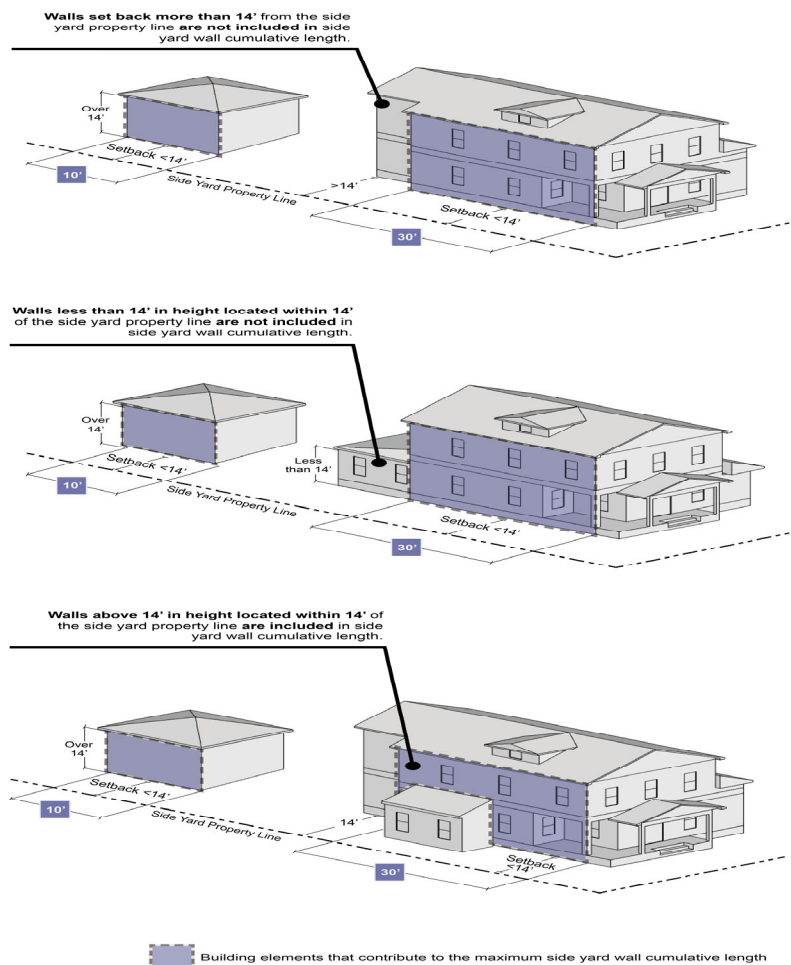 Walls set back more than 14' from the side
yard property line are not included in side
yard wall cumulative length.
Over
14'
Setback <14'
10'
Side Yard Property Line
>14'
Setback <14'
30'
Walls less than 14' in height located within 14'
of the side yard property line are not included in
side yard wall cumulative length.
Over
14'
Less
than 14'
Setback <14'
10'
Side Yard Property Line
Setback <14'
30'
Walls above 14' in height located within 14' of
the side yard property line are included in side
yard wall cumulative length.
Over
14'
Setback <14'
10'
Side Yard Property Line
14'
Setback
<14'
30'
Building elements that contribute to the maximum side yard wall cumulative length